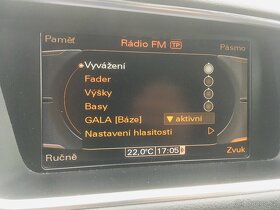 Paměť Rádio FM TP Pásmo
Vyvážení
Fader
Výšky
Basy
GALA [Báze] ▼ aktivní
Nastavení hlasitosti
Ručně 22,0°C 17:05 Zvuk